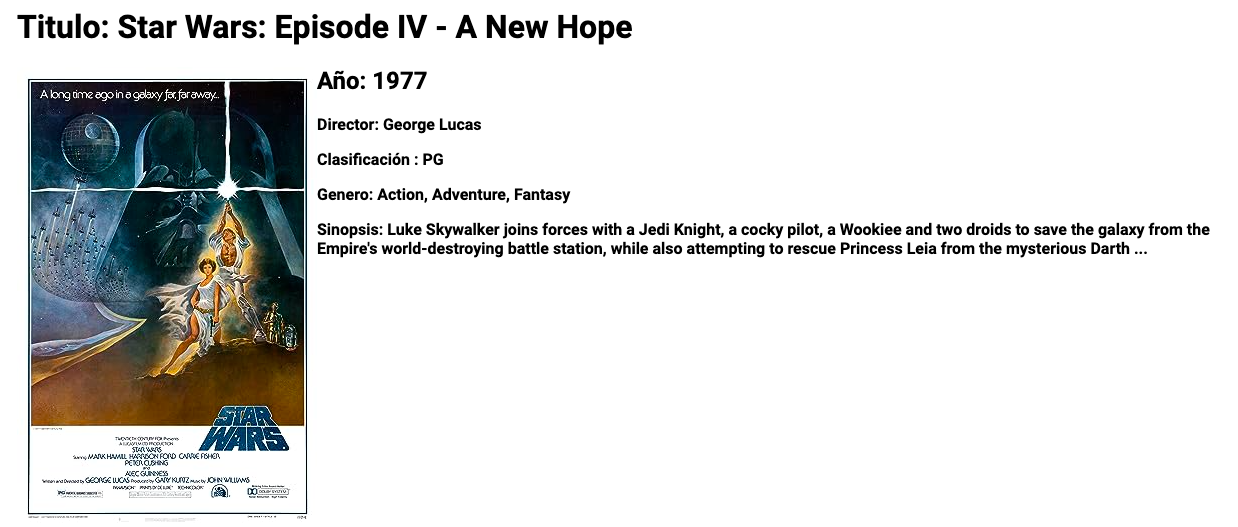 Titulo: Star Wars: Episode IV - A New Hope
A long time ago in a galaxy far, far away...
Año: 1977
Director: George Lucas
Clasificación : PG
Genero: Action, Adventure, Fantasy
Sinopsis: Luke Skywalker joins forces with a Jedi Knight, a cocky pilot, a Wookiee and two droids to save the galaxy from the
Empire's world-destroying battle station, while also attempting to rescue Princess Leia from the mysterious Darth ...
STAR
WARS
TWENTIETH CENTURY-FOX Presents
A LUCASFILM LTD PRODUCTION
STAR WARS
Starring MARK HAMILL HARRISON FORD CARRIE FISHER
PETER CUSHING
and
ALEC GUINNESS
Written and Directed by GEORGE LUCAS Produced by GARY KURTZ Music by JOHN WILLIAMS
PANAVISION PRINTS BY DE LUXE TECHNICOLOR
PG
DOLBY SYSTEM